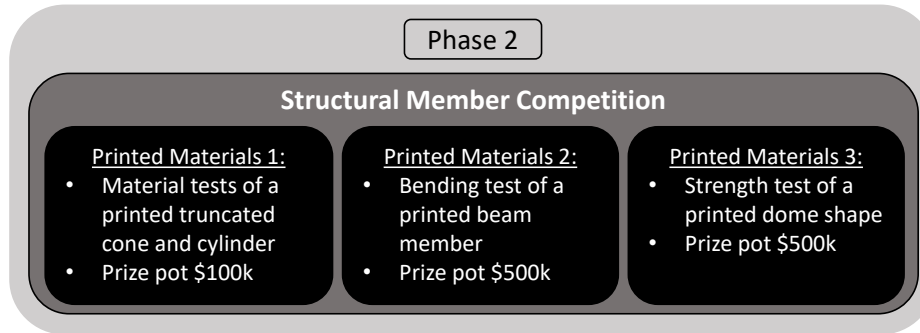 Phase 2
Structural Member Competition
Printed Materials 1:
• Material tests of a
printed truncated
cone and cylinder
• Prize pot $100k
Printed Materials 2:
• Bending test of a
printed beam
member
• Prize pot $500k
Printed Materials 3:
• Strength test of a
printed dome shape
• Prize pot $500k